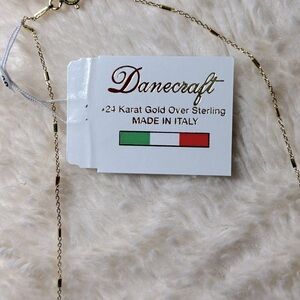 Danecraft
24 Karat Gold Over Sterling
MADE IN ITALY